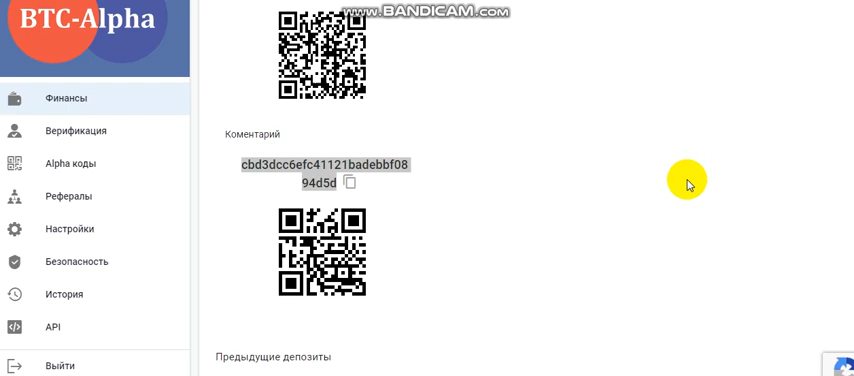 www.BANDICAM.com
BTC-Alpha
Финансы
Верификация
Alpha коды
Рефералы
Настройки
Безопасность
История
API
Выйти
Коментарий
cbd3dcc6efc41121badebbf08
94d5d
Предыдущие депозиты